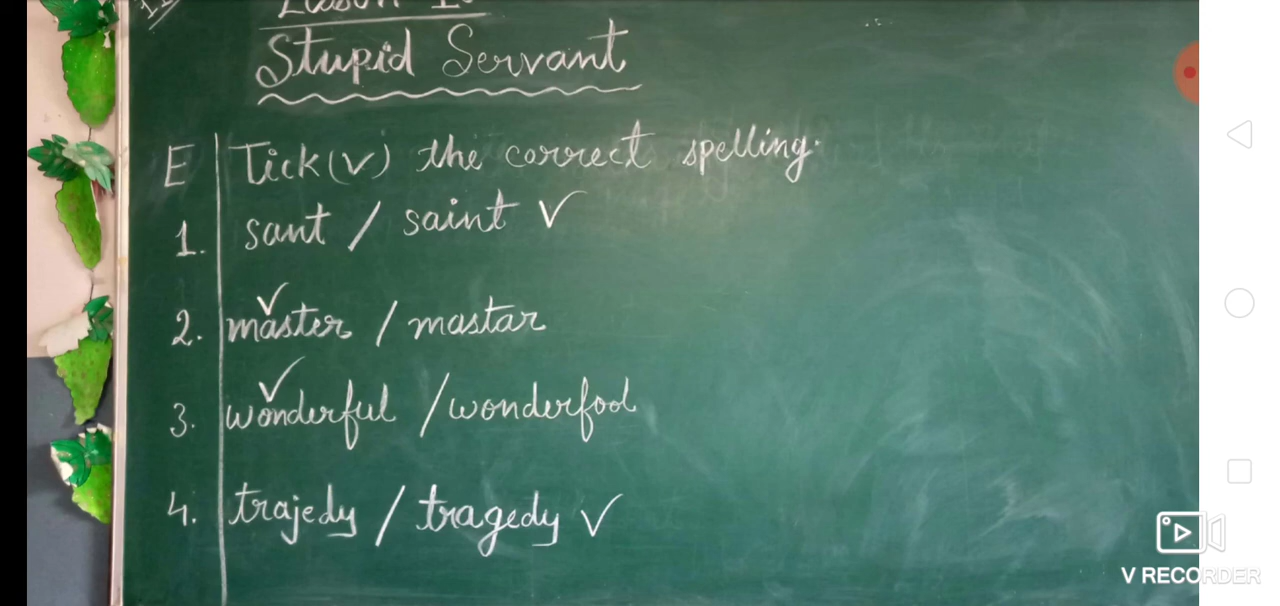 Stupid Servant
E Tick (✓) the correct spelling.
1. sant / saint ✓
2. master ✓ / mastar
3. wonderful ✓ / wonderfool
4. trajedy / tragedy ✓
V RECORDER